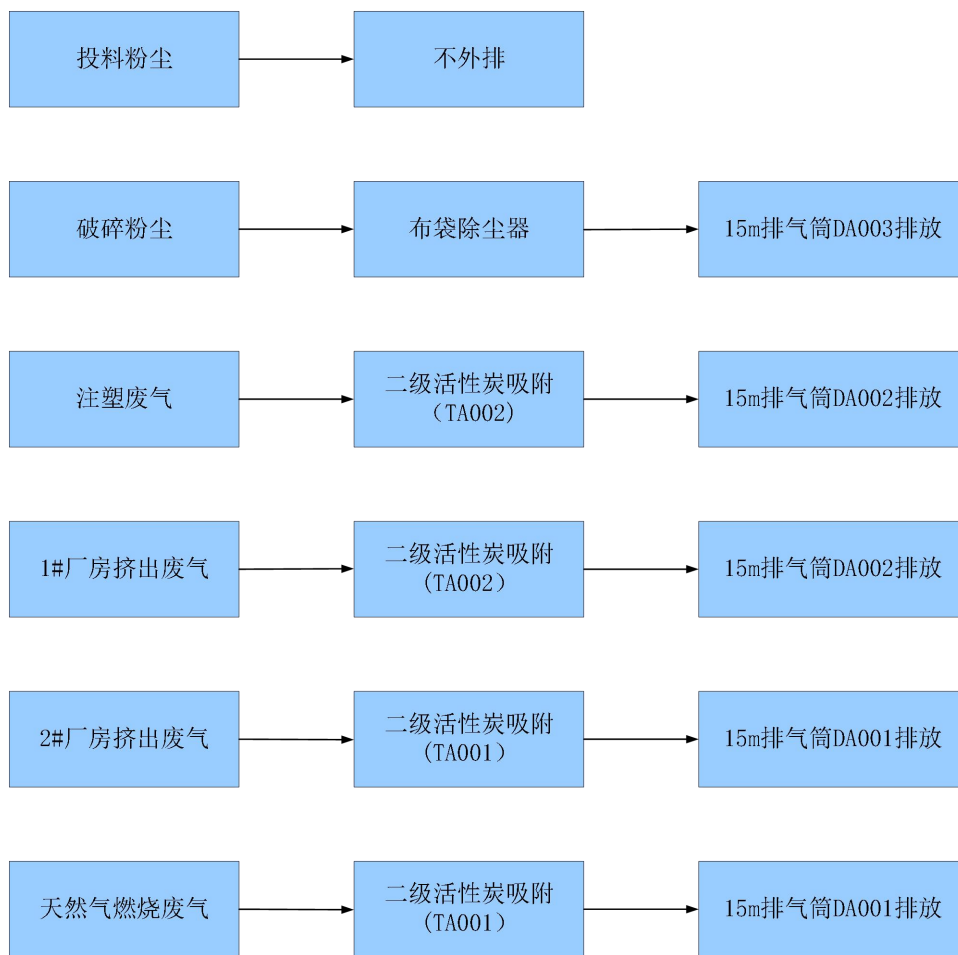 投料粉尘
不外排
破碎粉尘
布袋除尘器
15m排气筒DA003排放
注塑废气
二级活性炭吸附
（TA002)
15m排气筒DA002排放
1#厂房挤出废气
二级活性炭吸附
(TA002）
15m排气筒DA002排放
2#厂房挤出废气
二级活性炭吸附
(TA001）
15m排气筒DA001排放
天然气燃烧废气
二级活性炭吸附
(TA001）
15m排气筒DA001排放